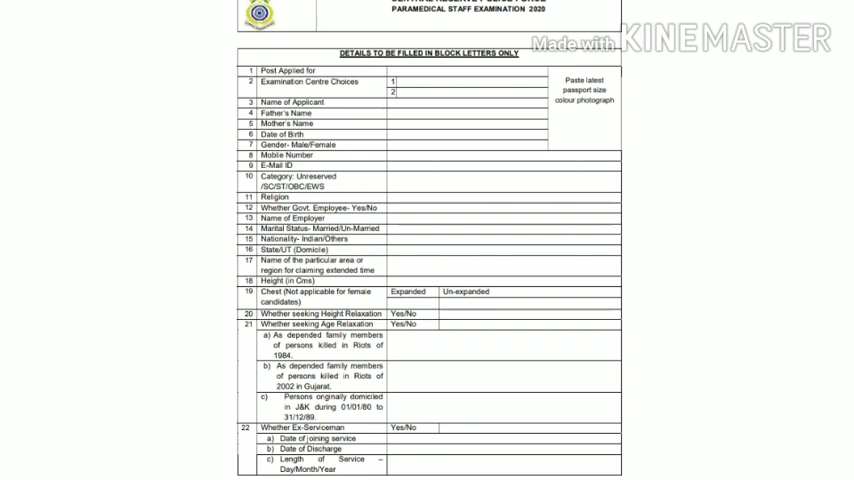 PARAMEDICAL STAFF EXAMINATION 2020
Made with KINEMASTER
DETAILS TO BE FILLED IN BLOCK LETTERS ONLY
1 Post Applied for
2 Examination Centre Choices 1
2
Paste latest
passport size
colour photograph
3 Name of Applicant
4 Father's Name
5 Mother's Name
6 Date of Birth
7 Gender- Male/Female
8 Mobile Number
9 E-Mail ID
10 Category: Unreserved
/SC/ST/OBC/EWS
11 Religion
12 Whether Govt. Employee- Yes/No
13 Name of Employer
14 Marital Status- Married/Un-Married
15 Nationality- Indian/Others
16 State/UT (Domicile)
17 Name of the particular area or
region for claiming extended time
18 Height (in Cms)
19 Chest (Not applicable for female Expanded Un-expanded
candidates)
20 Whether seeking Height Relaxation Yes/No
21 Whether seeking Age Relaxation Yes/No
a) As depended family members
of persons killed in Riots of
1984.
b) As depended family members
of persons killed in Riots of
2002 in Gujarat.
c) Persons originally domiciled
in J&K during 01/01/80 to
31/12/89.
22 Whether Ex-Serviceman Yes/No
a) Date of joining service
b) Date of Discharge
c) Length of Service –
Day/Month/Year